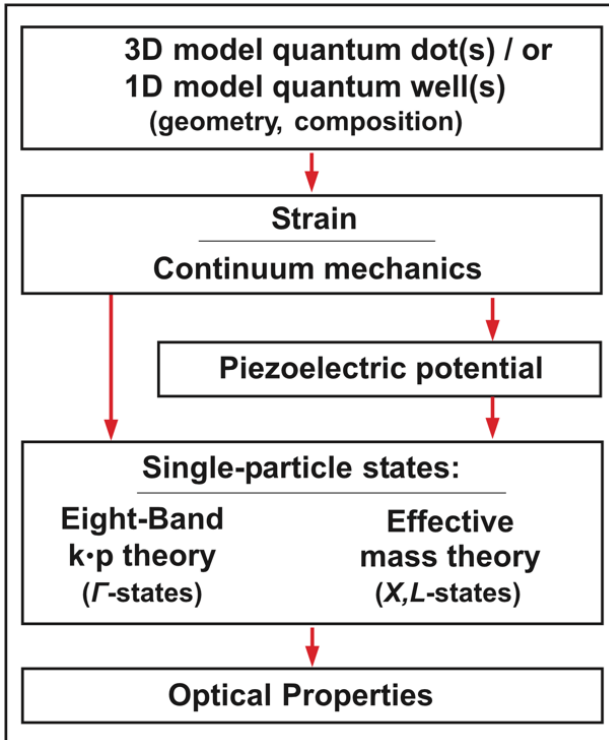 3D model quantum dot(s) / or
1D model quantum well(s)
(geometry, composition)
Strain
Continuum mechanics
Piezoelectric potential
Single-particle states:
Eight-Band
k·p theory
(Γ-states)
Effective
mass theory
(X,L-states)
Optical Properties